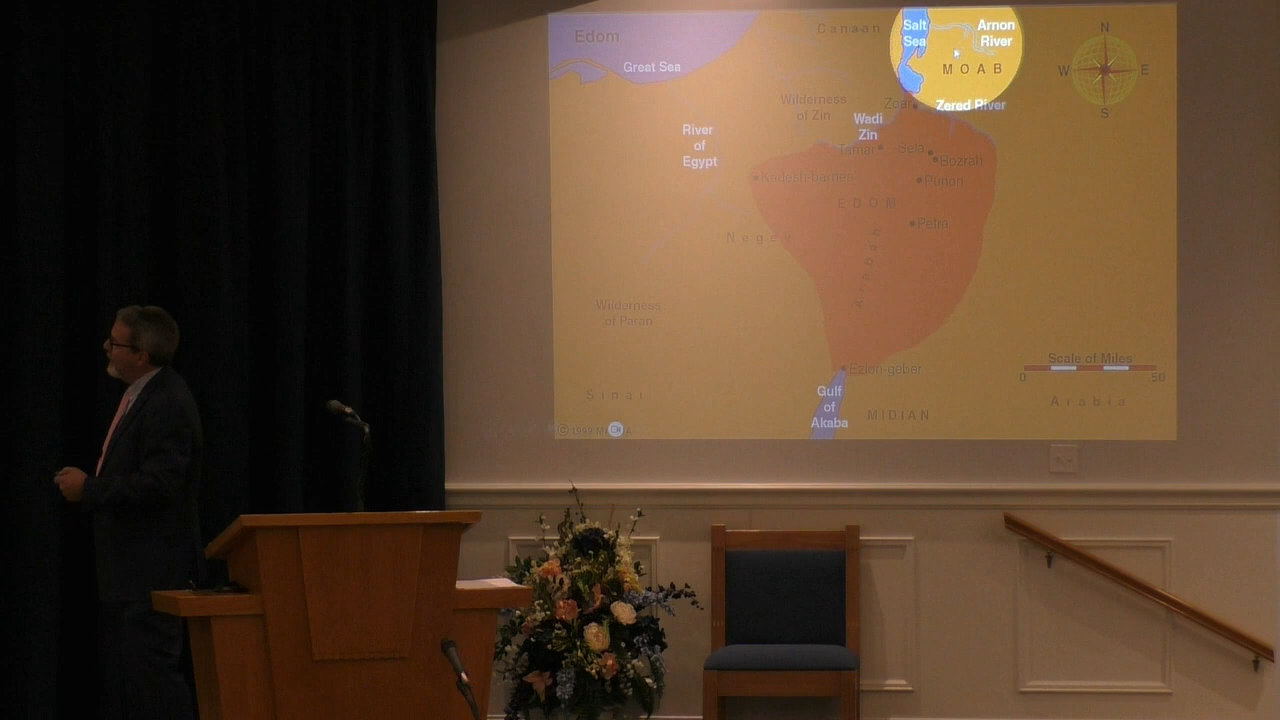 Edom
Great Sea
Canaan
Salt
Sea
Arnon
River
MOAB
N
W
E
S
Wilderness
of Zin
Zoar
Zered River
Wadi
Zin
River
of
Egypt
Tamar
Sela
Bozrah
Kadesh-barnea
Punon
EDOM
Petra
Negev
Arabah
Wilderness
of Paran
Ezion-geber
Scale of Miles
0
50
Sinai
Gulf
of
Akaba
MIDIAN
Arabia